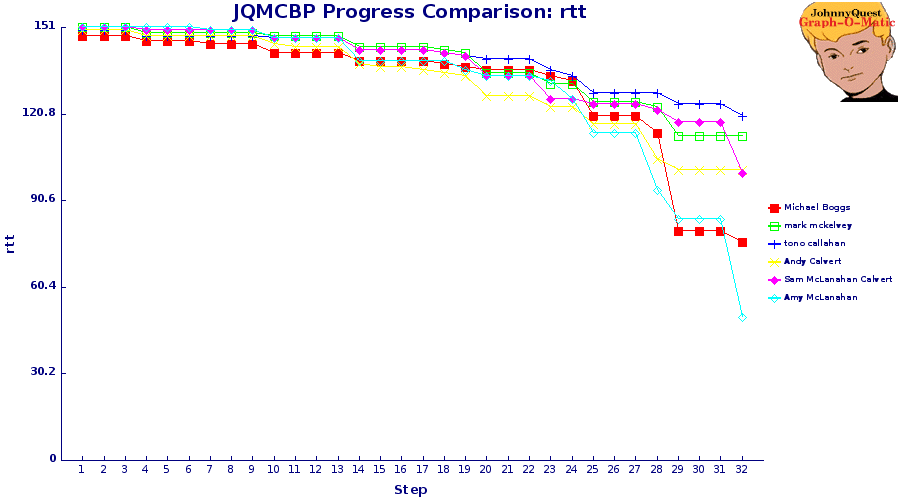 JQMCBP Progress Comparison: rtt
JohnnyQuest
Graph-O-Matic
151
120.8
90.6
60.4
30.2
0
rtt
1 2 3 4 5 6 7 8 9 10 11 12 13 14 15 16 17 18 19 20 21 22 23 24 25 26 27 28 29 30 31 32
Step
Michael Boggs
mark mckelvey
tono callahan
Andy Calvert
Sam McLanahan Calvert
Amy McLanahan